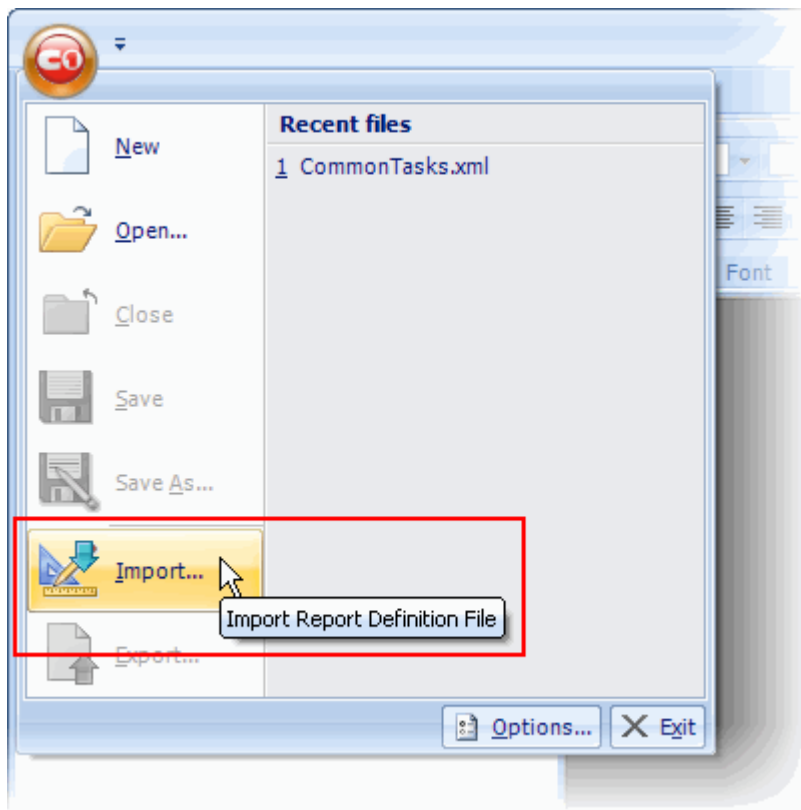 C1
New
Open...
Close
Save
Save As...
Import...
Export...
Recent files
1 CommonTasks.xml
Import Report Definition File
Font
Options...
Exit